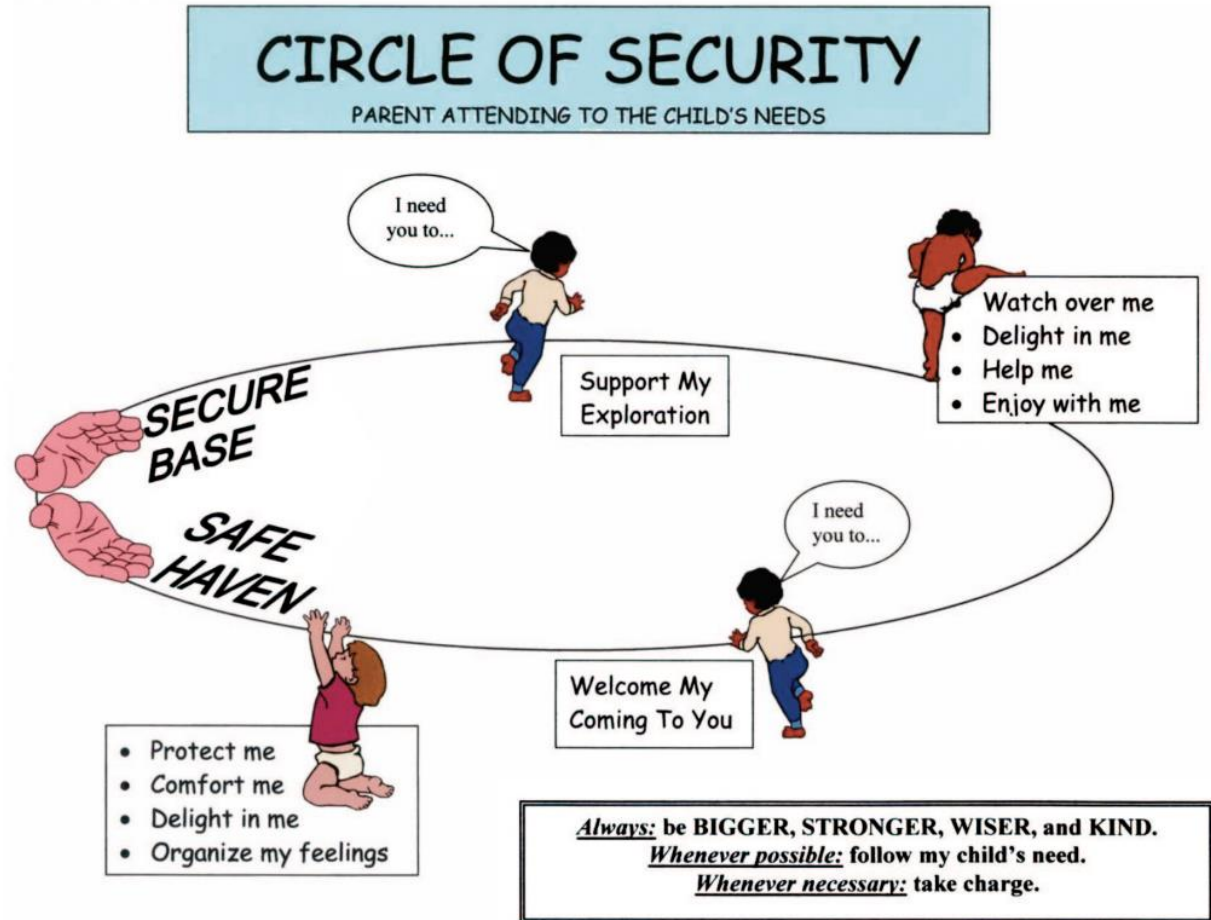 CIRCLE OF SECURITY
PARENT ATTENDING TO THE CHILD'S NEEDS
I need
you to...
• Watch over me
• Delight in me
• Help me
• Enjoy with me
Support My
Exploration
SECURE
BASE
SAFE
HAVEN
I need
you to...
Welcome My
Coming To You
• Protect me
• Comfort me
• Delight in me
• Organize my feelings
Always: be BIGGER, STRONGER, WISER, and KIND.
Whenever possible: follow my child's need.
Whenever necessary: take charge.